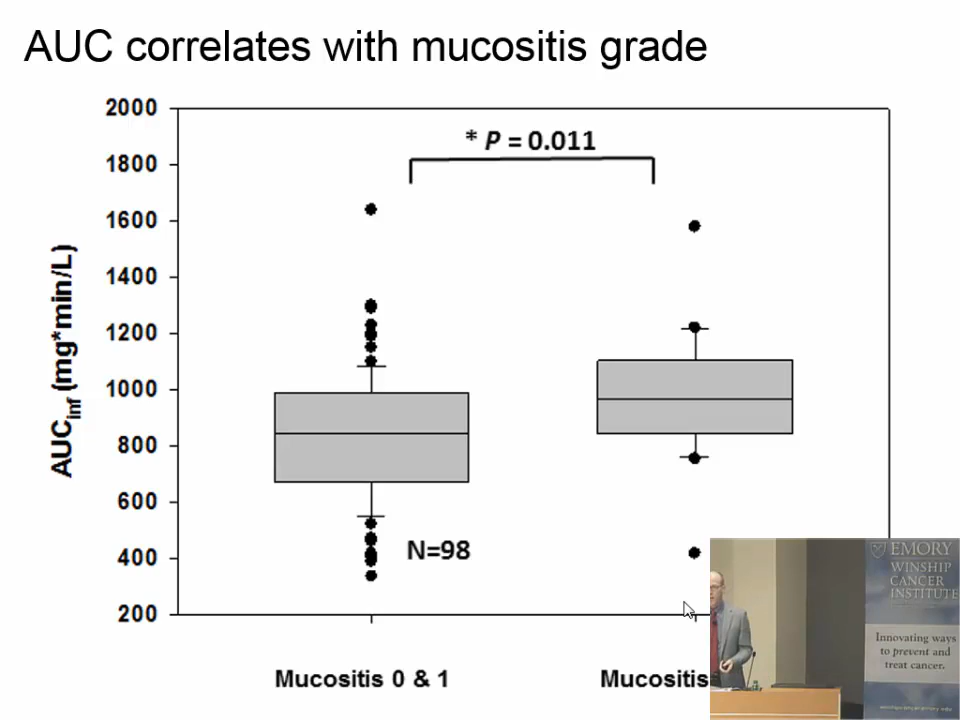 AUC correlates with mucositis grade
2000
1800
1600
1400
1200
1000
800
600
400
200
AUCinf (mg*min/L)
* P = 0.011
N=98
Mucositis 0 & 1
Mucositis
EMORY
WINSHIP
CANCER
INSTITUTE
Innovating ways
to prevent and
treat cancer.